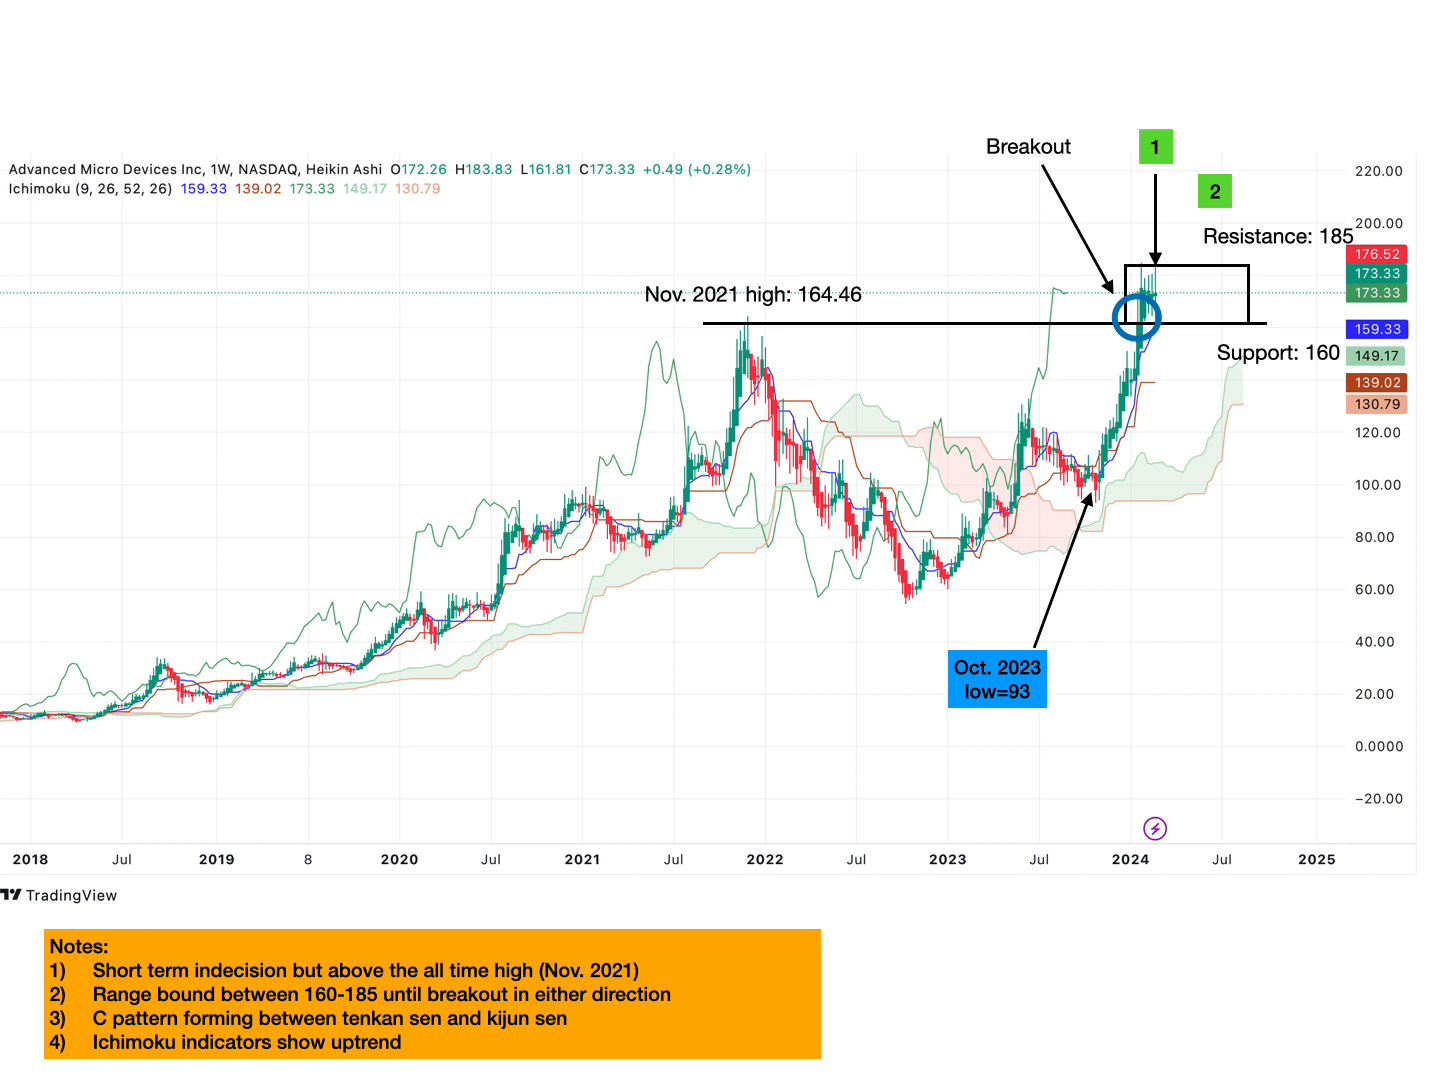 Breakout
1
2
Advanced Micro Devices Inc, 1W, NASDAQ, Heikin Ashi O172.26 H183.83 L161.81 C173.33 +0.49 (+0.28%)
Ichimoku (9, 26, 52, 26) 159.33 139.02 173.33 149.17 130.79
220.00
200.00
Resistance: 185
176.52
173.33
173.33
Nov. 2021 high: 164.46
159.33
Support: 160
149.17
139.02
130.79
120.00
100.00
80.00
60.00
40.00
Oct. 2023
low=93
20.00
0.0000
−20.00
2018 Jul 2019 8 2020 Jul 2021 Jul 2022 Jul 2023 Jul 2024 Jul 2025
TradingView
Notes:
1) Short term indecision but above the all time high (Nov. 2021)
2) Range bound between 160-185 until breakout in either direction
3) C pattern forming between tenkan sen and kijun sen
4) Ichimoku indicators show uptrend